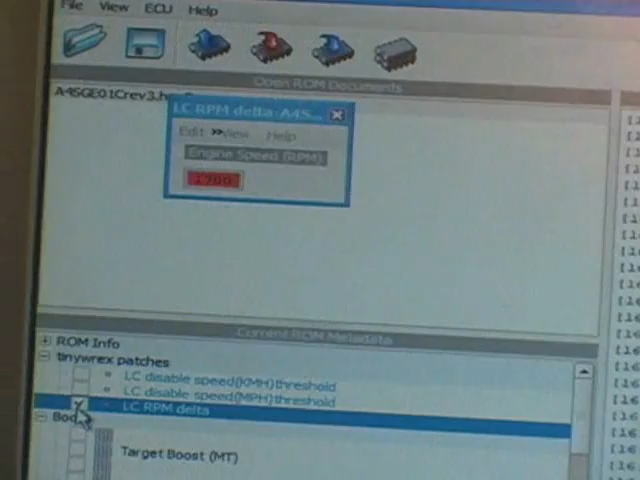 File View ECU Help
Open ROM Documents
A4SGE01Crev3.h
LC RPM delta:A4S...
Edit View Help
Engine Speed (RPM)
1700
Current ROM Metadata
ROM Info
tinywrex patches
LC disable speed(KMH)threshold
LC disable speed(MPH)threshold
LC RPM delta
Boo
Target Boost (MT)